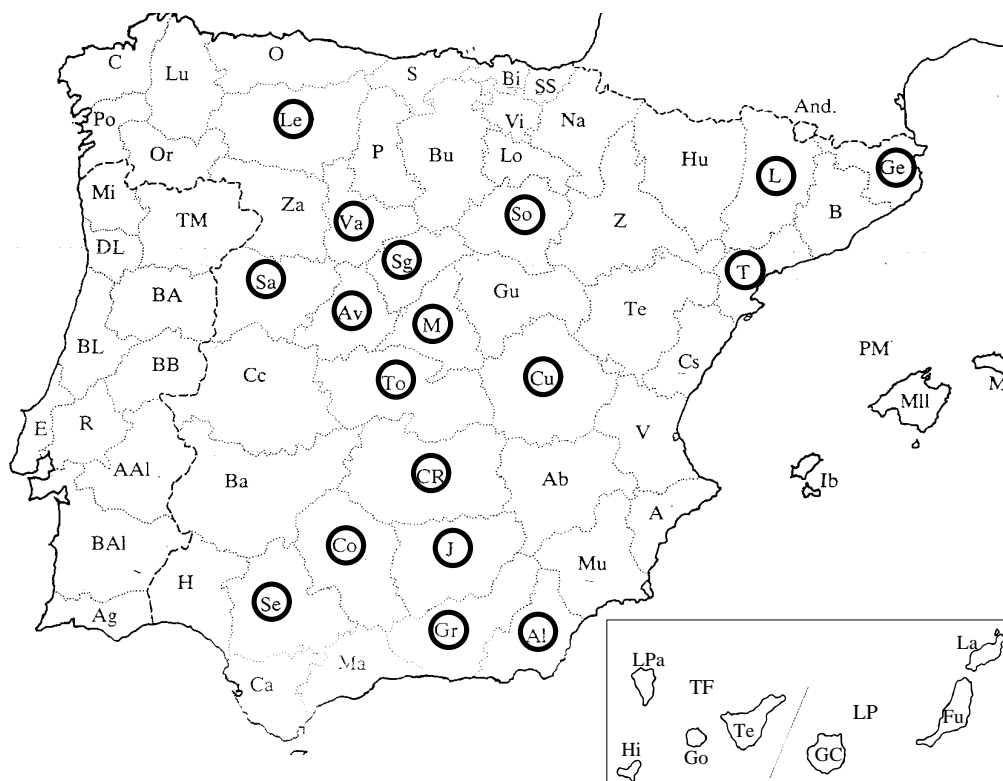 O
C
S
Lu
Bi
SS
And.
Le
Po
Vi
Na
P
Or
Bu
Lo
Hu
L
Ge
Mi
Za
So
B
TM
Va
Z
DL
Sg
T
Sa
BA
Gu
Av
Te
M
BL
PM
BB
Cc
To
Cu
Cs
M
Mll
R
E
V
AAl
Ba
CR
Ab
Ib
A
BAl
Co
J
Mu
H
Se
Ag
Gr
Al
Ma
Ca
La
LPa
TF
LP
Fu
Te
Hi
Go
GC